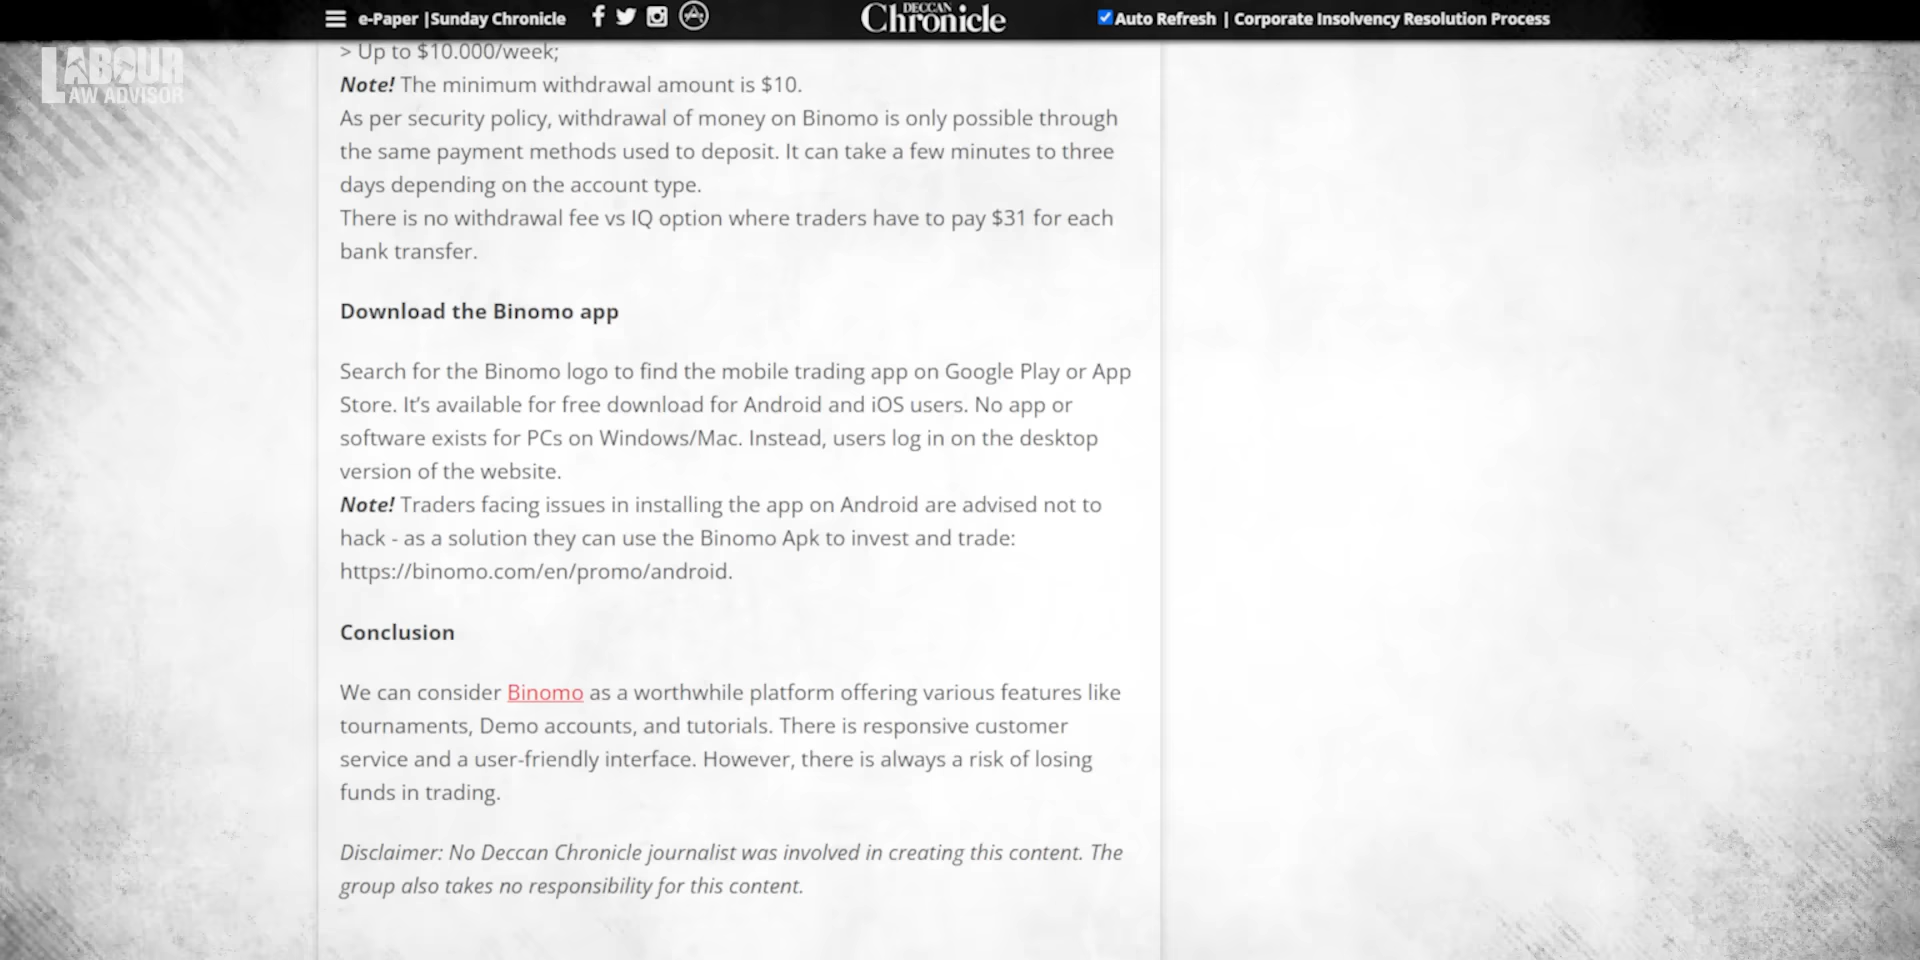 e-Paper |Sunday Chronicle
DECCAN
Chronicle
Auto Refresh | Corporate Insolvency Resolution Process
LABOUR
LAW ADVISOR
> Up to $10.000/week;
Note! The minimum withdrawal amount is $10.
As per security policy, withdrawal of money on Binomo is only possible through
the same payment methods used to deposit. It can take a few minutes to three
days depending on the account type.
There is no withdrawal fee vs IQ option where traders have to pay $31 for each
bank transfer.
Download the Binomo app
Search for the Binomo logo to find the mobile trading app on Google Play or App
Store. It’s available for free download for Android and iOS users. No app or
software exists for PCs on Windows/Mac. Instead, users log in on the desktop
version of the website.
Note! Traders facing issues in installing the app on Android are advised not to
hack - as a solution they can use the Binomo Apk to invest and trade:
https://binomo.com/en/promo/android.
Conclusion
We can consider Binomo as a worthwhile platform offering various features like
tournaments, Demo accounts, and tutorials. There is responsive customer
service and a user-friendly interface. However, there is always a risk of losing
funds in trading.
Disclaimer: No Deccan Chronicle journalist was involved in creating this content. The
group also takes no responsibility for this content.